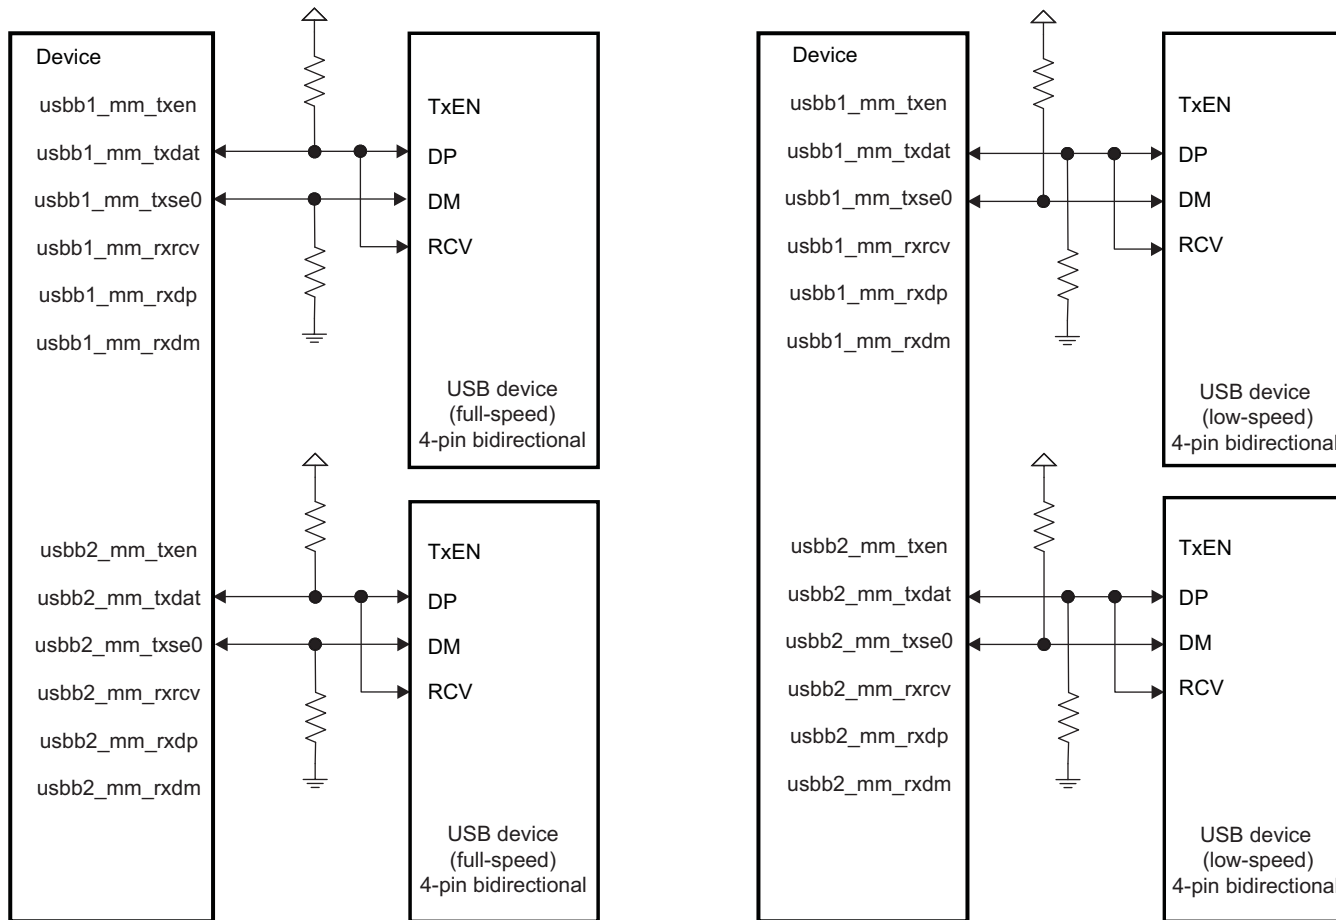 Device
usbb1_mm_txen
usbb1_mm_txdat
usbb1_mm_txse0
usbb1_mm_rxrcv
usbb1_mm_rxdp
usbb1_mm_rxdm
TxEN
DP
DM
RCV
USB device
(full-speed)
4-pin bidirectional
usbb2_mm_txen
usbb2_mm_txdat
usbb2_mm_txse0
usbb2_mm_rxrcv
usbb2_mm_rxdp
usbb2_mm_rxdm
TxEN
DP
DM
RCV
USB device
(full-speed)
4-pin bidirectional
Device
usbb1_mm_txen
usbb1_mm_txdat
usbb1_mm_txse0
usbb1_mm_rxrcv
usbb1_mm_rxdp
usbb1_mm_rxdm
TxEN
DP
DM
RCV
USB device
(low-speed)
4-pin bidirectional
usbb2_mm_txen
usbb2_mm_txdat
usbb2_mm_txse0
usbb2_mm_rxrcv
usbb2_mm_rxdp
usbb2_mm_rxdm
TxEN
DP
DM
RCV
USB device
(low-speed)
4-pin bidirectional